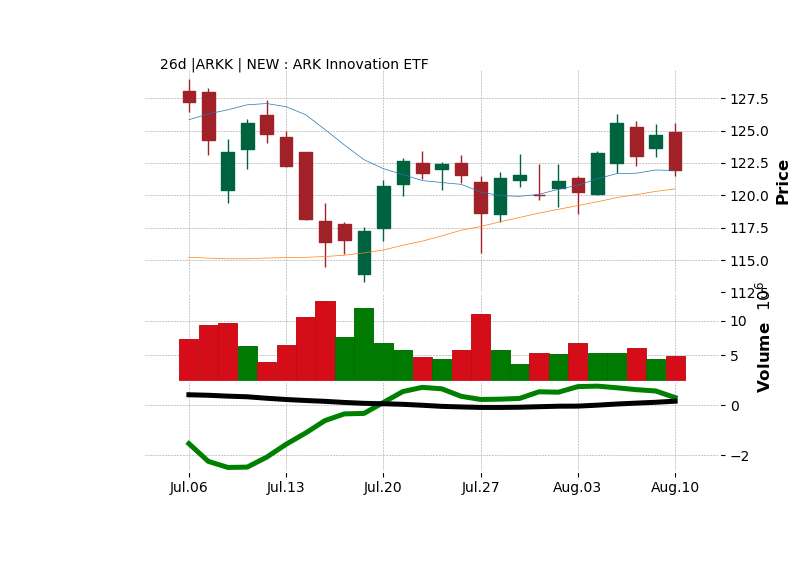 26d |ARKK | NEW : ARK Innovation ETF
127.5
125.0
122.5
120.0
117.5
115.0
112.5
Price
10
5
Volume 10^6
0
−2
Jul.06 Jul.13 Jul.20 Jul.27 Aug.03 Aug.10